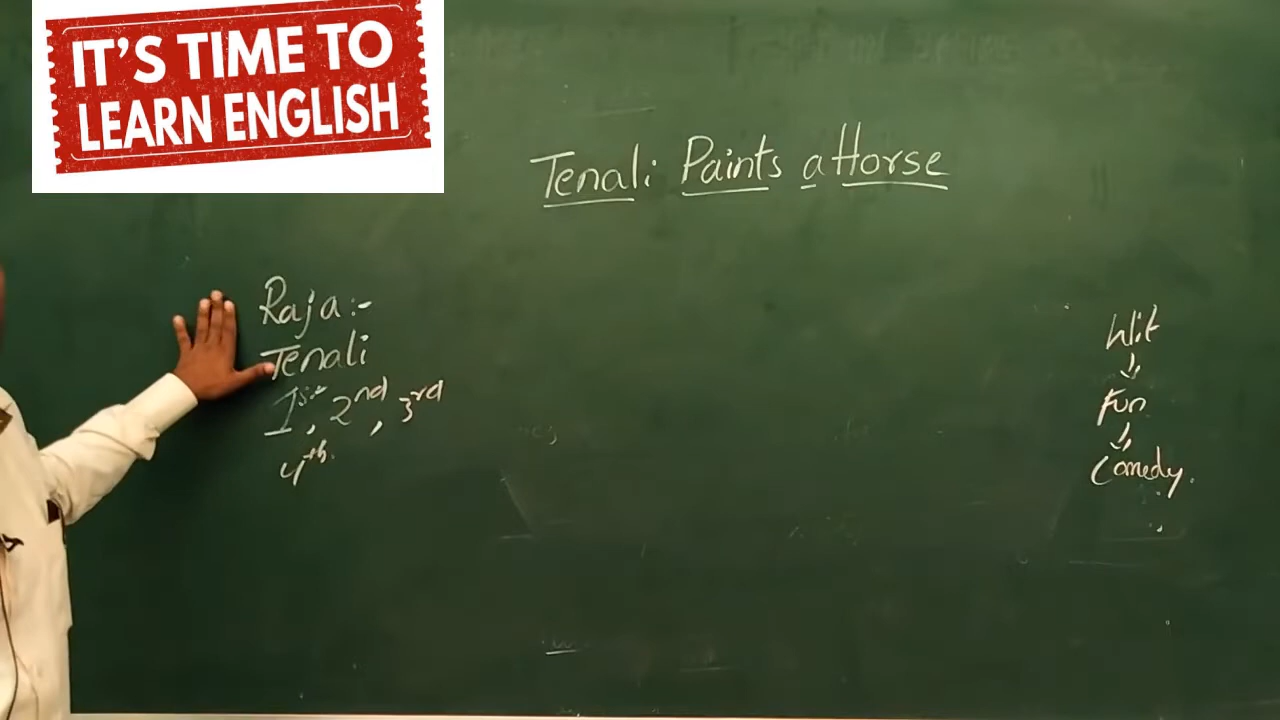 IT'S TIME TO
LEARN ENGLISH
Tenali Paints a Horse
Raja:-
Tenali
1st, 2nd, 3rd
4th.
Wit
Fun
Comedy.